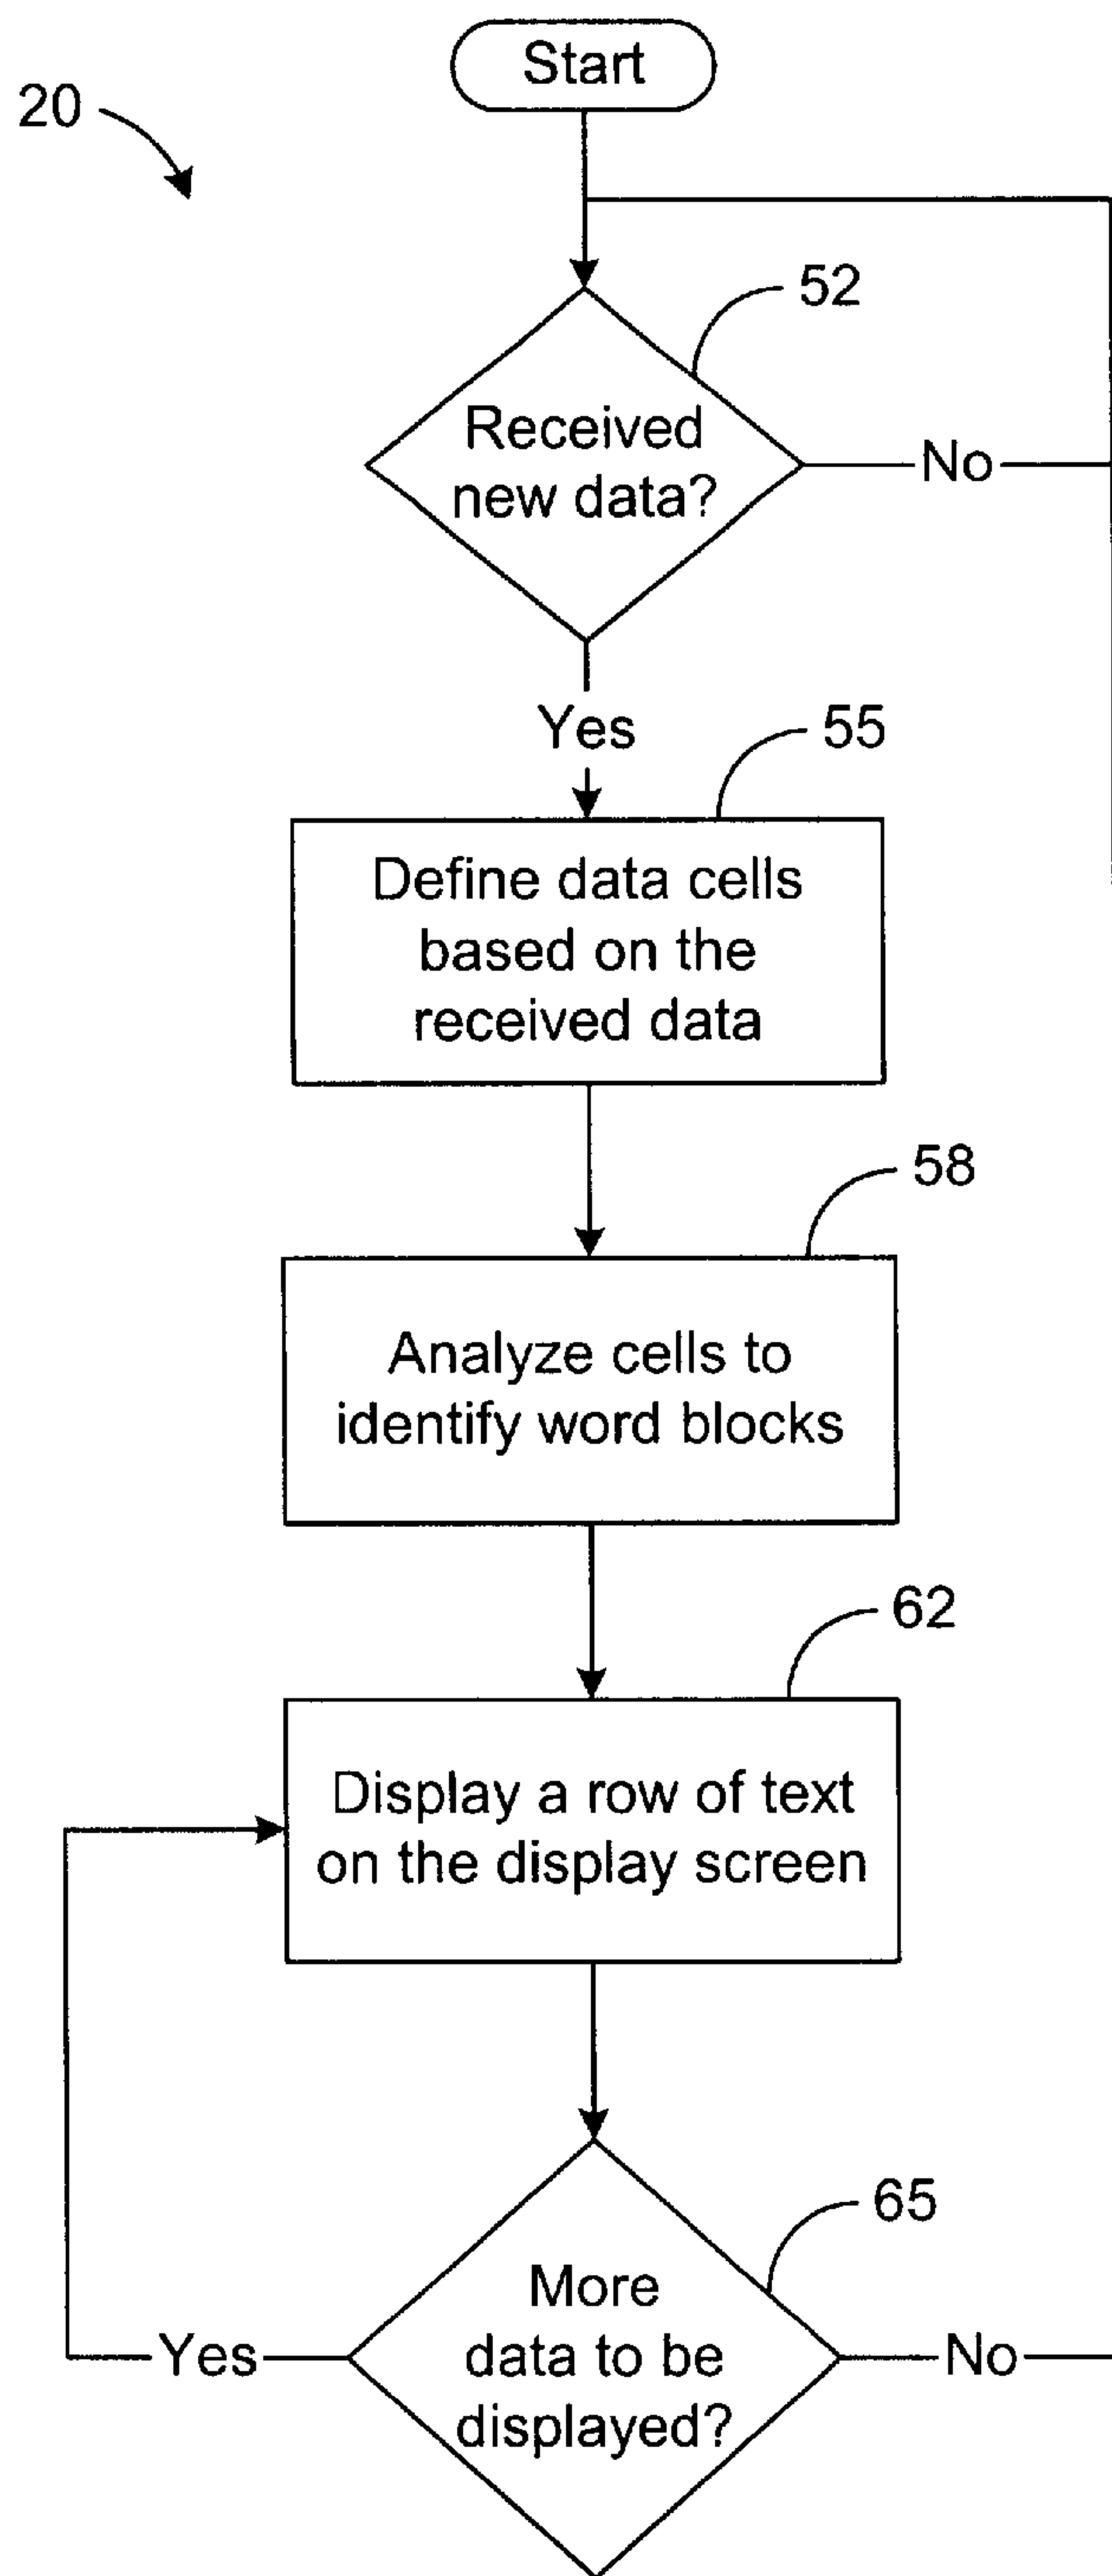 Start
20
52
Received
new data?
No
Yes
55
Define data cells
based on the
received data
58
Analyze cells to
identify word blocks
62
Display a row of text
on the display screen
65
More
data to be
displayed?
Yes
No